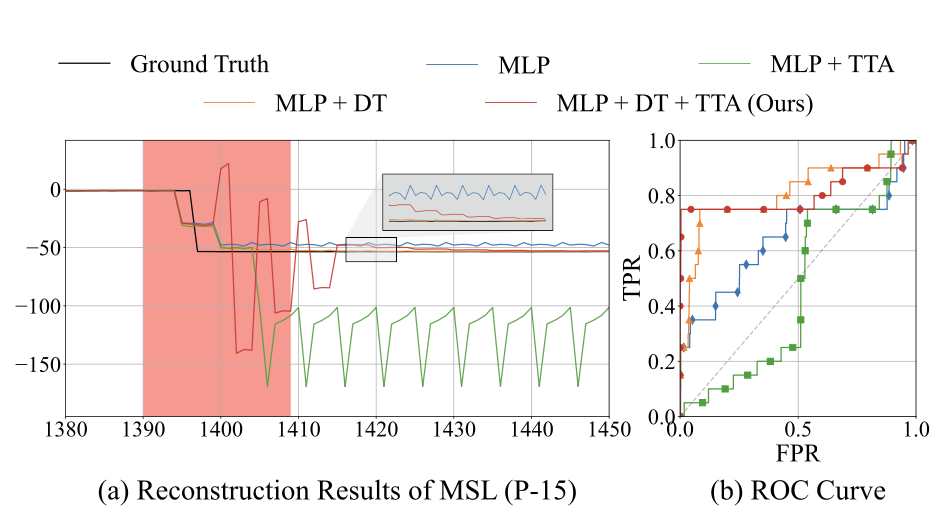 Ground Truth MLP MLP + TTA
MLP + DT MLP + DT + TTA (Ours)
0
−50
−100
−150
1380 1390 1400 1410 1420 1430 1440 1450
(a) Reconstruction Results of MSL (P-15)
TPR
1.0
0.8
0.6
0.4
0.2
0.0
0.0 0.5 1.0
FPR
(b) ROC Curve